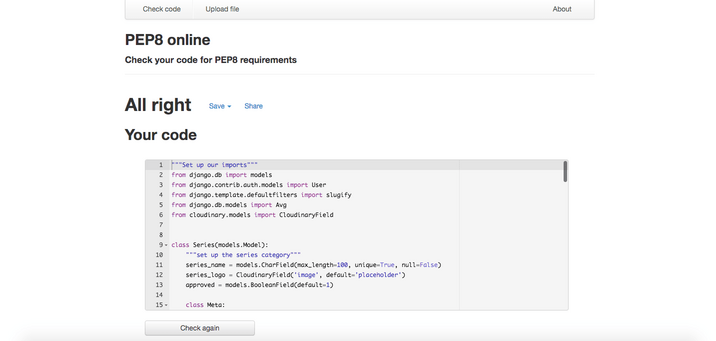 Check code Upload file About
PEP8 online
Check your code for PEP8 requirements
All right Save Share
Your code
1 """Set up our imports"""
2 from django.db import models
3 from django.contrib.auth.models import User
4 from django.template.defaultfilters import slugify
5 from django.db.models import Avg
6 from cloudinary.models import CloudinaryField
7
8
9 class Series(models.Model):
10 """set up the series category"""
11 series_name = models.CharField(max_length=100, unique=True, null=False)
12 series_logo = CloudinaryField('image', default='placeholder')
13 approved = models.BooleanField(default=1)
14
15 class Meta:
Check again